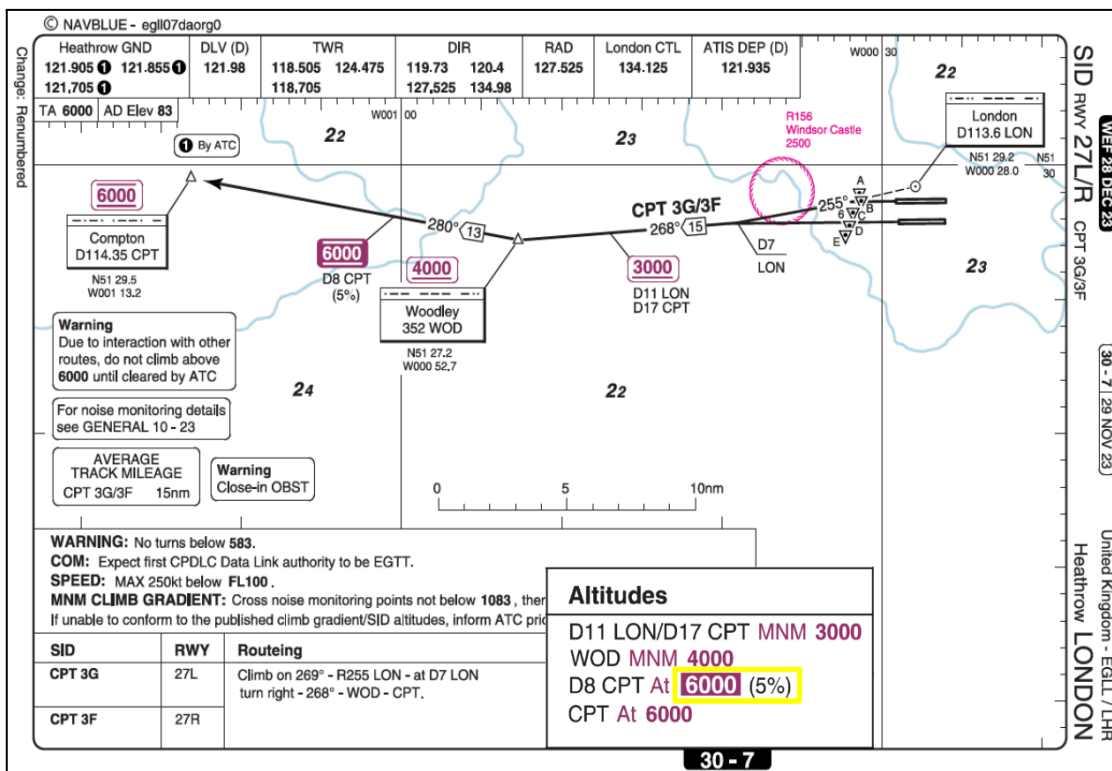 © NAVBLUE - egll07daorg0
Change: Renumbered
Heathrow GND
121.905 ❶ 121.855 ❶
121,705 ❶
DLV (D)
121.98
TWR
118.505 124.475
118,705
DIR
119.73 120.4
127,525 134.98
RAD
127.525
London CTL
134.125
ATIS DEP (D)
121.935
TA 6000 AD Elev 83
❶ By ATC
W001 00
W000 30
22
23
22
R156
Windsor Castle
2500
London
D113.6 LON
N51 29.2
W000 28.0
N51
30
6000
Compton
D114.35 CPT
N51 29.5
W001 13.2
280° 13
6000
D8 CPT
(5%)
4000
Woodley
352 WOD
N51 27.2
W000 52.7
CPT 3G/3F
268° 15
3000
D11 LON
D17 CPT
D7
LON
255°
A
B
6 C
D
E
23
24
22
Warning
Due to interaction with other
routes, do not climb above
6000 until cleared by ATC
For noise monitoring details
see GENERAL 10 - 23
AVERAGE
TRACK MILEAGE
CPT 3G/3F 15nm
Warning
Close-in OBST
0 5 10nm
WARNING: No turns below 583.
COM: Expect first CPDLC Data Link authority to be EGTT.
SPEED: MAX 250kt below FL100 .
MNM CLIMB GRADIENT: Cross noise monitoring points not below 1083 , ther
If unable to conform to the published climb gradient/SID altitudes, inform ATC pric
SID RWY Routeing
CPT 3G 27L Climb on 269° - R255 LON - at D7 LON
turn right - 268° - WOD - CPT.
CPT 3F 27R
Altitudes
D11 LON/D17 CPT MNM 3000
WOD MNM 4000
D8 CPT At 6000 (5%)
CPT At 6000
30 - 7
SID RWY 27L/R CPT 3G/3F
WEF 28 DEC 23
30 - 7 29 NOV 23
United Kingdom - EGLL / LHR
Heathrow LONDON